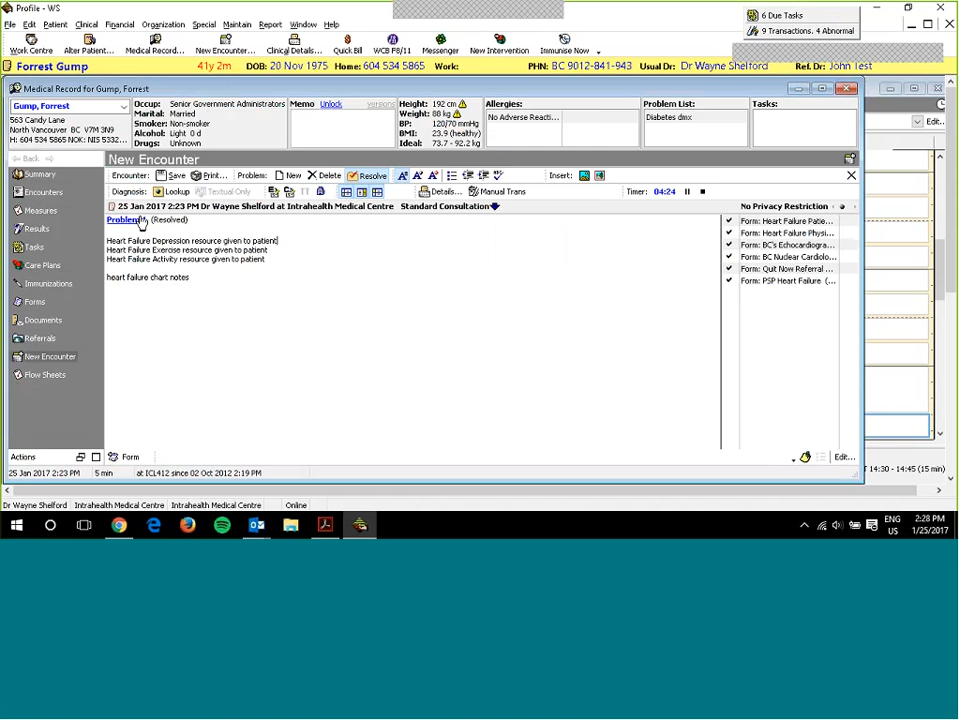 Profile - WS
File Edit Patient Clinical Financial Organization Special Maintain Report Window Help
6 Due Tasks
9 Transactions. 4 Abnormal
Work Centre Alter Patient... Medical Record... New Encounter... Clinical Details... Quick Bill WCB F8/11 Messenger New Intervention Immunise Now
Forrest Gump 41y 2m DOB: 20 Nov 1975 Home: 604 534 5865 Work: PHN: BC 9012-841-943 Usual Dr: Dr Wayne Shelford Ref. Dr: John Test
Medical Record for Gump, Forrest
Gump, Forrest
563 Candy Lane
North Vancouver BC V7M 3N9
H: 604 534 5865 NOK: NIS 5332...
Occup: Senior Government Administrators
Marital: Married
Smoker: Non-smoker
Alcohol: Light 0 d
Drugs: Unknown
Memo Unlock versions
Height: 192 cm
Weight: 88 kg
BP: 120/70 mmHg
BMI: 23.9 (healthy)
Ideal: 73.7 - 92.2 kg
Allergies:
No Adverse Reacti...
Problem List:
Diabetes dmx
Tasks:
Edit...
Back
New Encounter
Encounter: Save Print... Problem: New Delete Resolve Insert:
Diagnosis: Lookup Textual Only Details... Manual Trans Timer: 04:24
25 Jan 2017 2:23 PM Dr Wayne Shelford at Intrahealth Medical Centre Standard Consultation No Privacy Restriction
Summary
Encounters
Measures
Results
Tasks
Care Plans
Immunizations
Forms
Documents
Referrals
New Encounter
Flow Sheets
Problem (Resolved)
Heart Failure Depression resource given to patient
Heart Failure Exercise resource given to patient
Heart Failure Activity resource given to patient
heart failure chart notes
Form: Heart Failure Patie...
Form: Heart Failure Physi...
Form: BC's Echocardiogra...
Form: BC Nuclear Cardiolo...
Form: Quit Now Referral ...
Form: PSP Heart Failure (...
Actions Form Edit...
25 Jan 2017 2:23 PM 5 min at ICL412 since 02 Oct 2012 2:19 PM
T 14:30 - 14:45 (15 min)
Dr Wayne Shelford Intrahealth Medical Centre Intrahealth Medical Centre Online
ENG
US
2:28 PM
1/25/2017